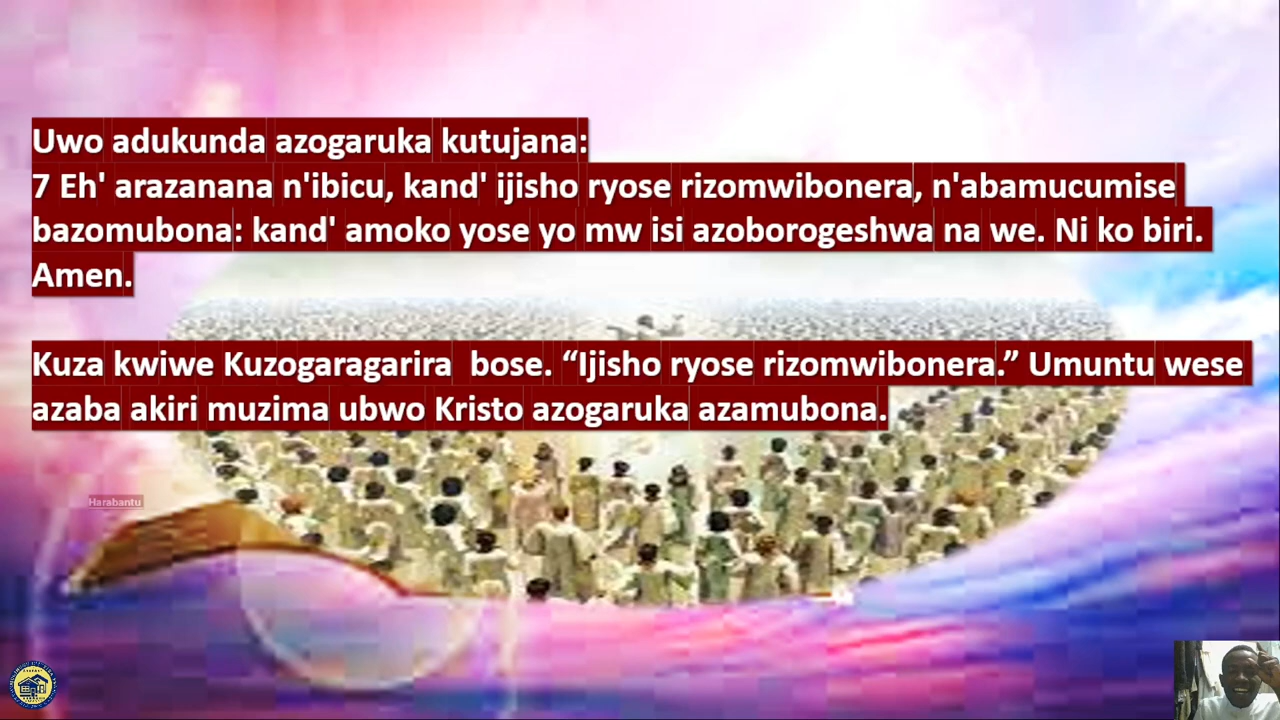 Uwo adukunda azogaruka kutujana:
7 Eh' arazanana n'ibicu, kand' ijisho ryose rizomwibonera, n'abamucumise
bazomubona: kand' amoko yose yo mw isi azoborogeshwa na we. Ni ko biri.
Amen.
Kuza kwiwe Kuzogaragarira  bose. “Ijisho ryose rizomwibonera.” Umuntu wese
azaba akiri muzima ubwo Kristo azogaruka azamubona.
Harabantu